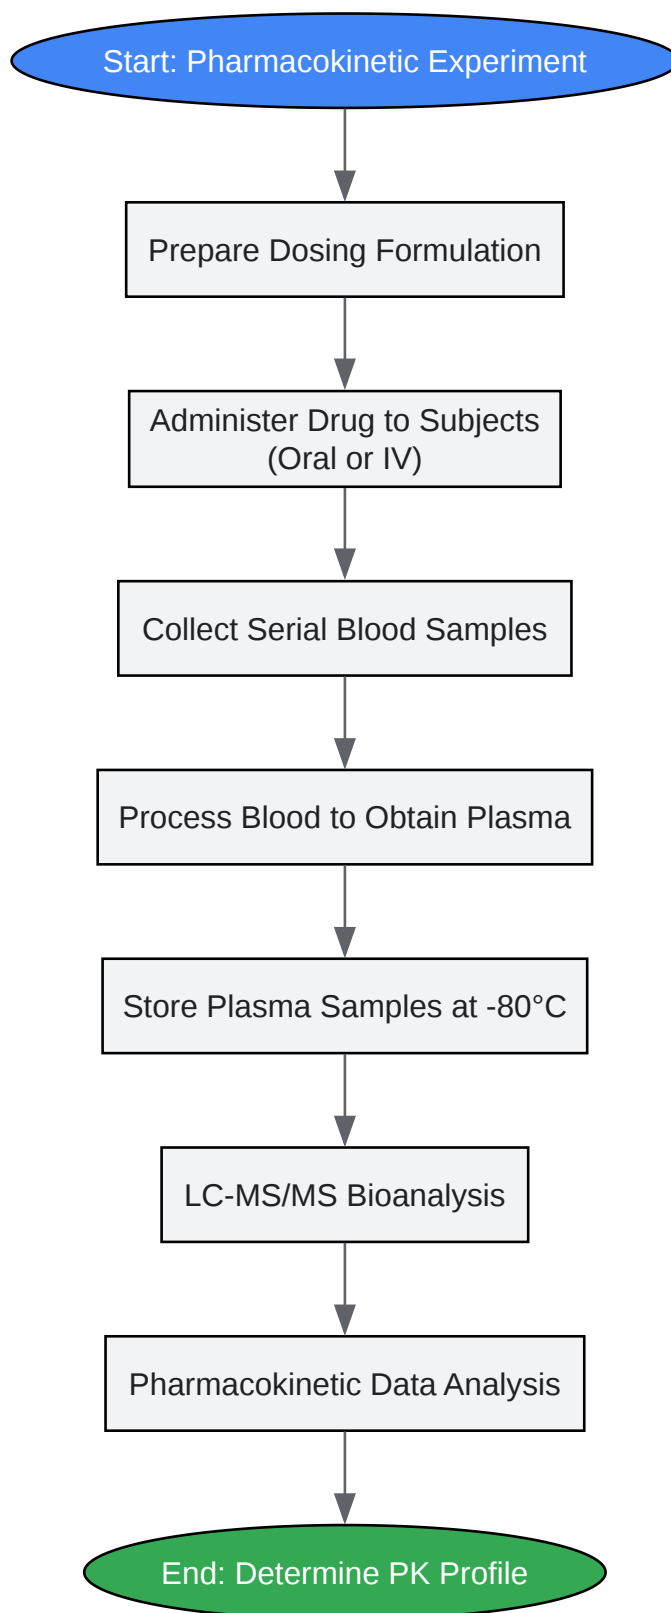 Start: Pharmacokinetic Experiment
Prepare Dosing Formulation
Administer Drug to Subjects
(Oral or IV)
Collect Serial Blood Samples
Process Blood to Obtain Plasma
Store Plasma Samples at -80°C
LC-MS/MS Bioanalysis
Pharmacokinetic Data Analysis
End: Determine PK Profile